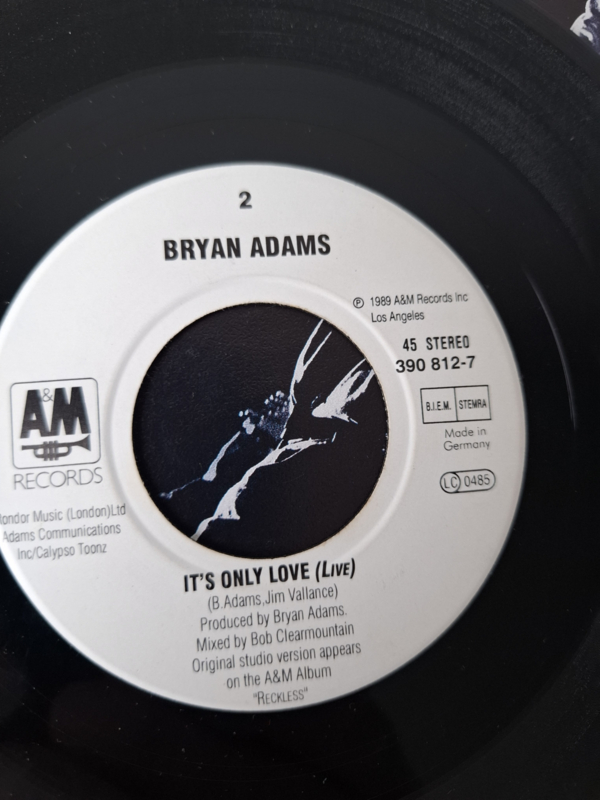 2
BRYAN ADAMS
℗ 1989 A&M Records Inc
Los Angeles
45 STEREO
390 812-7
B.I.E.M. STEMRA
Made in
Germany
LC 0485
A&M
RECORDS
ondor Music (London)Ltd
Adams Communications
Inc/Calypso Toonz
IT'S ONLY LOVE (LIVE)
(B.Adams,Jim Vallance)
Produced by Bryan Adams.
Mixed by Bob Clearmountain
Original studio version appears
on the A&M Album
"RECKLESS"